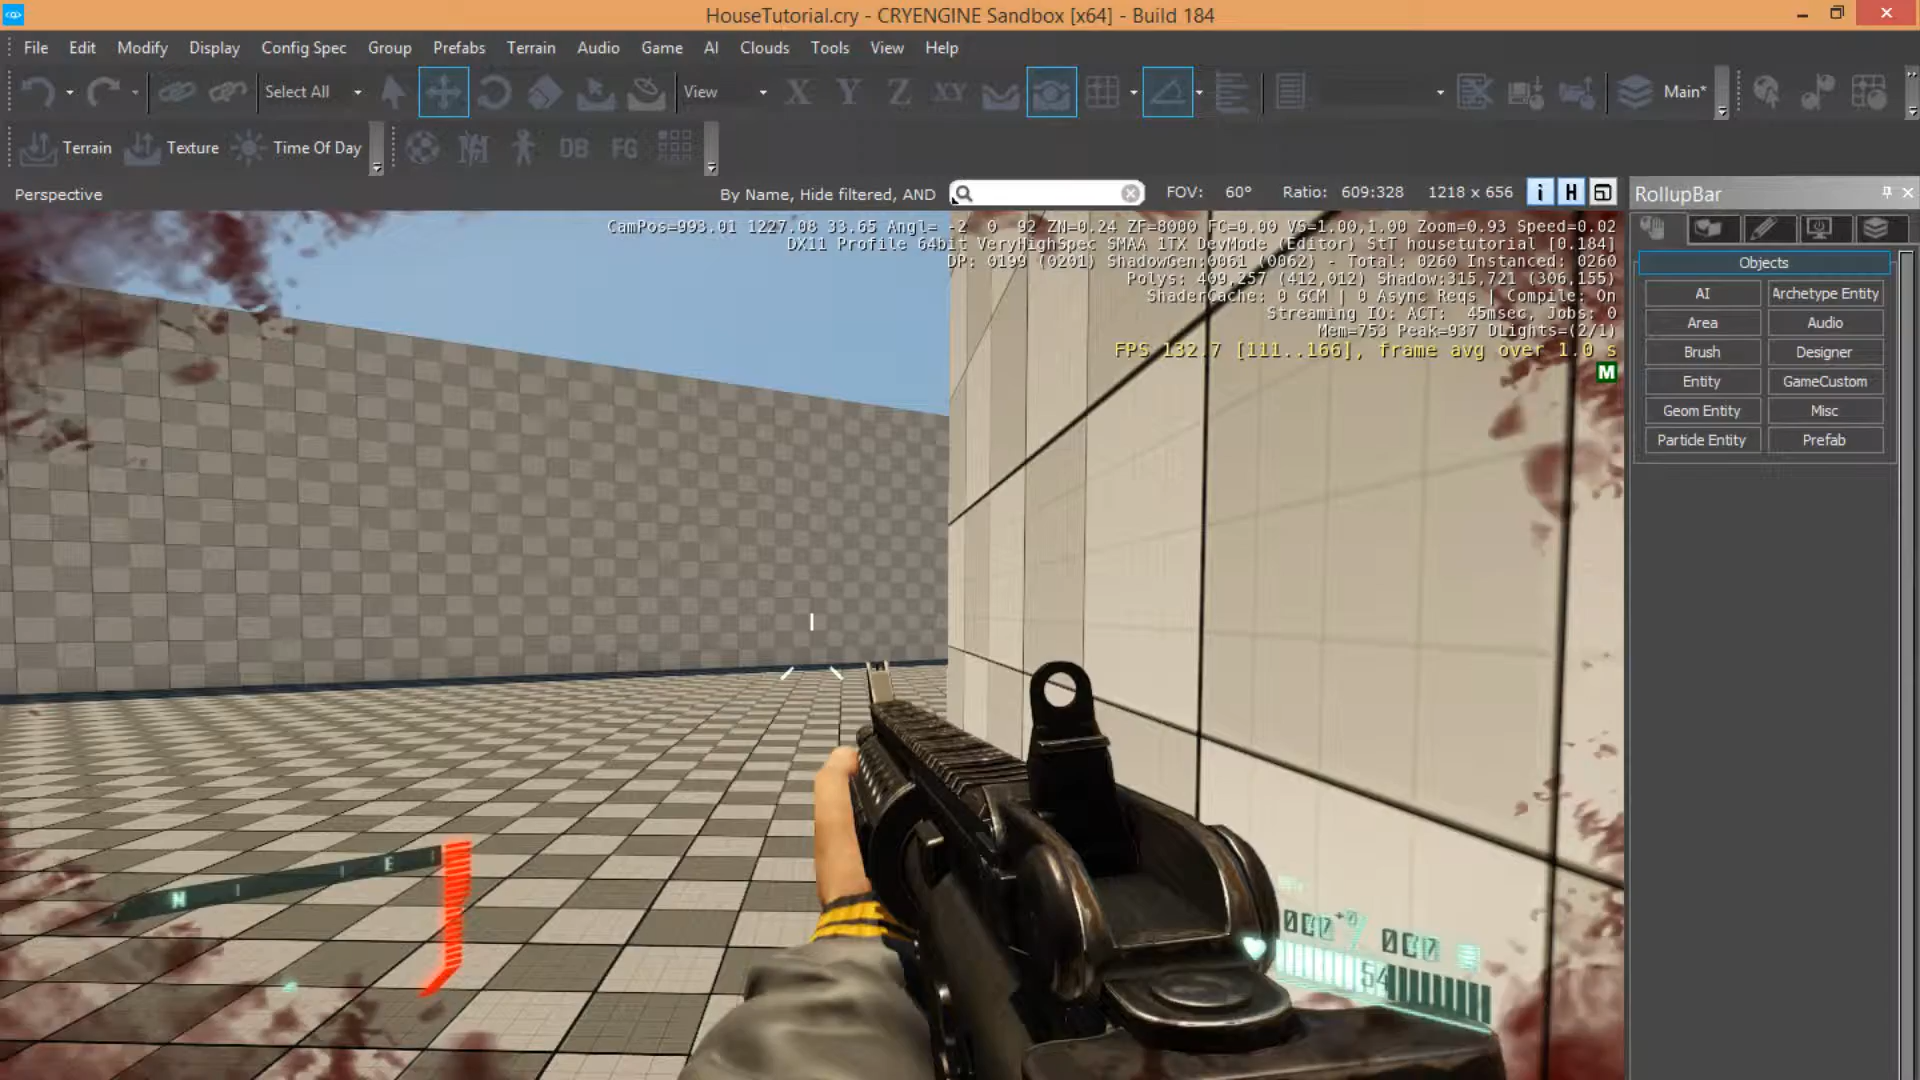 HouseTutorial.cry - CRYENGINE Sandbox [x64] - Build 184
File Edit Modify Display Config Spec Group Prefabs Terrain Audio Game AI Clouds Tools View Help
Select All View X Y Z XY Main*
Terrain Texture Time Of Day DB FG
Perspective By Name, Hide filtered, AND FOV: 60° Ratio: 609:328 1218 x 656 i H
RollupBar
CamPos=993.01 1227.08 33.65 Angl= -2 0 92 ZN=0.24 ZF=8000 FC=0.00 VS=1.00,1.00 Zoom=0.93 Speed=0.02
DX11 Profile 64bit VeryHighSpec SMAA 1TX DevMode (Editor) StT housetutorial [0.184]
DP: 0199 (0201) ShadowGen:0061 (0062) - Total: 0260 Instanced: 0260
Polys: 409,257 (412,012) Shadow:315,721 (306,155)
ShaderCache: 0 GCM | 0 Async Reqs | Compile: On
Streaming IO: ACT: 45msec, Jobs: 0
Mem=753 Peak=937 DLights=(2/1)
FPS 132.7 [111..166], frame avg over 1.0 s
M
Objects
AI Archetype Entity
Area Audio
Brush Designer
Entity GameCustom
Geom Entity Misc
Particle Entity Prefab
N E
54